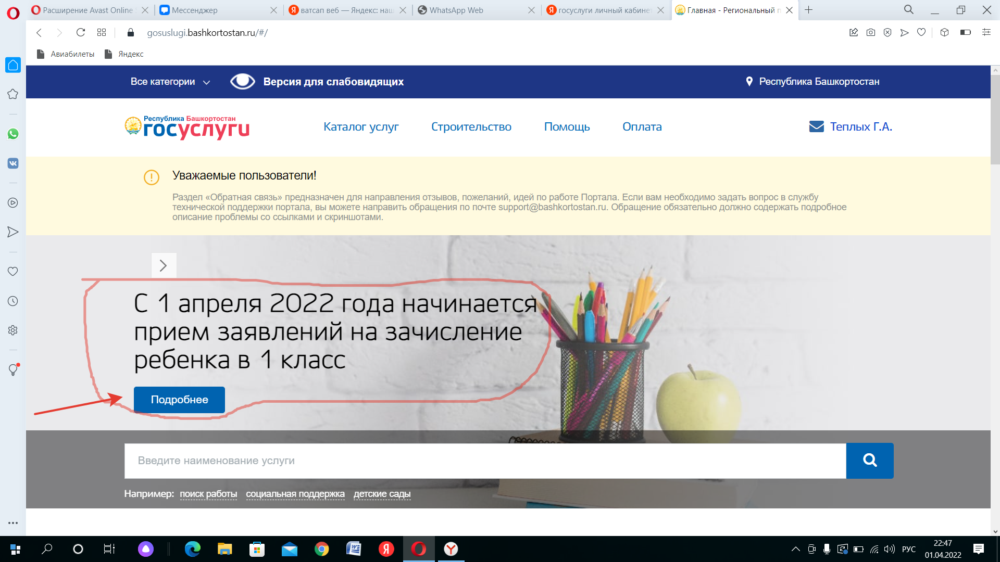 Расширение Avast Online S
Мессенджер
ватсап веб — Яндекс: наш
WhatsApp Web
госуслуги личный кабинет
Главная - Региональный п
gosuslugi.bashkortostan.ru/#/
Авиабилеты
Яндекс
Все категории
Версия для слабовидящих
Республика Башкортостан
Республика Башкортостан
госуслуги
Каталог услуг
Строительство
Помощь
Оплата
Теплых Г.А.
Уважаемые пользователи!
Раздел «Обратная связь» предназначен для направления отзывов, пожеланий, идей по работе Портала. Если вам необходимо задать вопрос в службу
технической поддержки портала, вы можете направить обращения по почте support@bashkortostan.ru. Обращение обязательно должно содержать подробное
описание проблемы со ссылками и скриншотами.
С 1 апреля 2022 года начинается
прием заявлений на зачисление
ребенка в 1 класс
Подробнее
Введите наименование услуги
Например: поиск работы социальная поддержка детские сады
РУС
22:47
01.04.2022